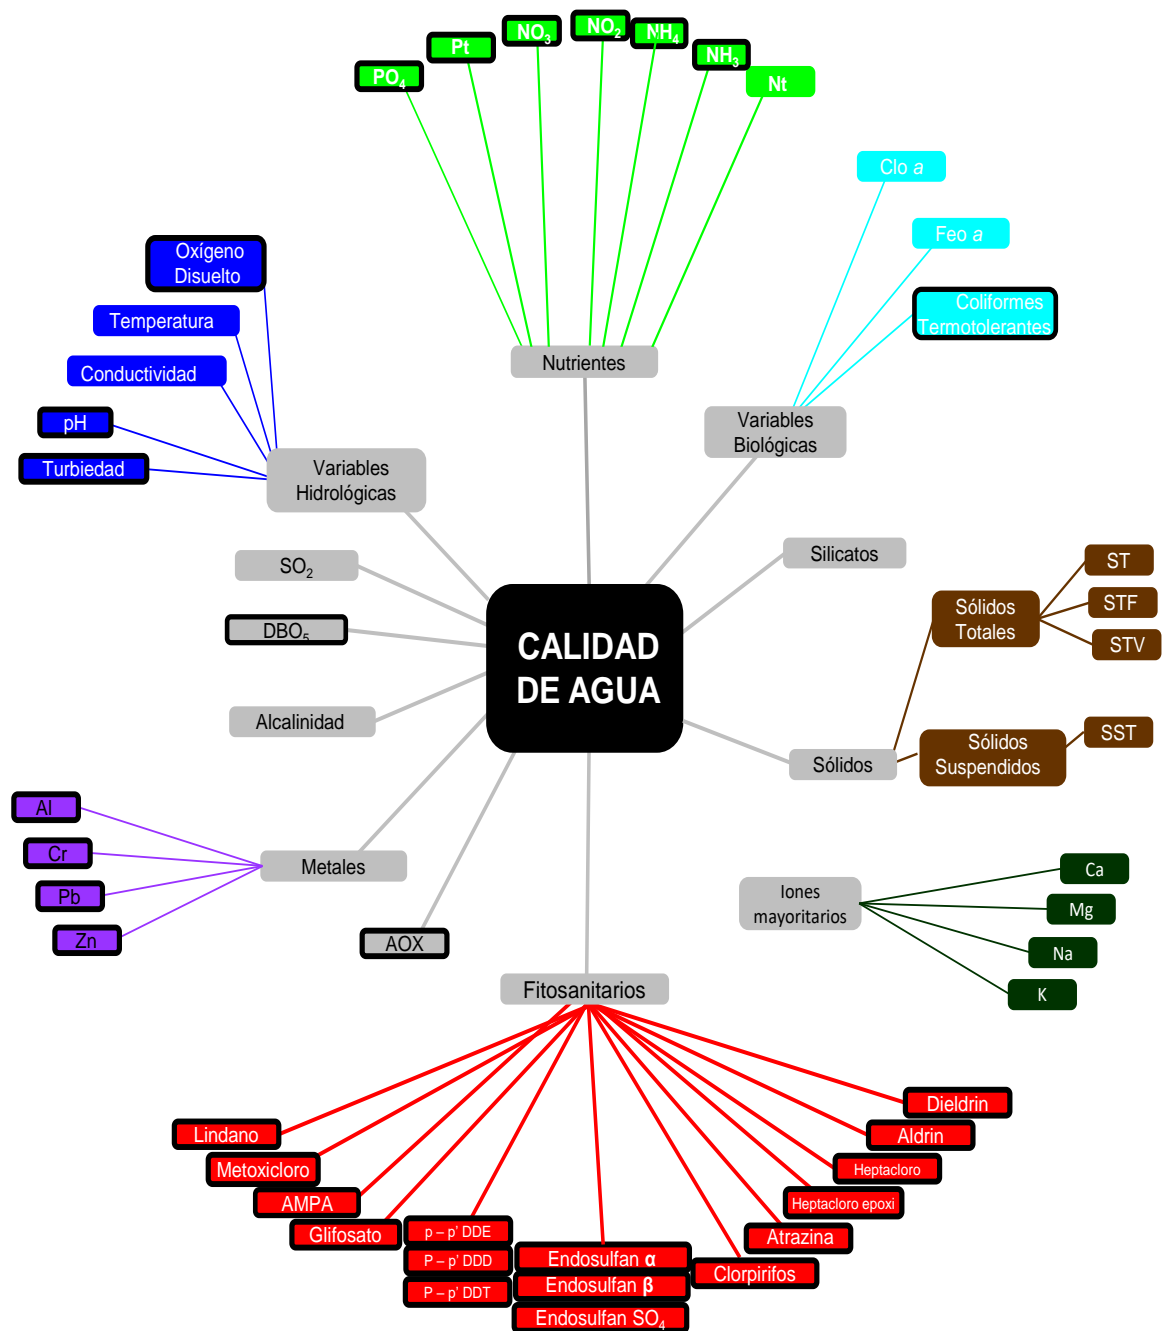 NO₂
NO₃
NH₄
Pt
NH₃
PO₄
Nt
Clo a
Feo a
Coliformes
Termotolerantes
Oxígeno
Disuelto
Temperatura
Conductividad
pH
Turbiedad
Nutrientes
Variables
Biológicas
Variables
Hidrológicas
SO₂
DBO₅
Alcalinidad
Silicatos
CALIDAD
DE AGUA
Sólidos
Sólidos
Totales
ST
STF
STV
Sólidos
Suspendidos
SST
Metales
Al
Cr
Pb
Zn
AOX
Iones
mayoritarios
Ca
Mg
Na
K
Fitosanitarios
Lindano
Metoxicloro
AMPA
Glifosato
p – p' DDE
P – p' DDD
P – p' DDT
Endosulfan α
Endosulfan β
Endosulfan SO₄
Clorpirifos
Atrazina
Heptacloro epoxi
Heptacloro
Aldrin
Dieldrin